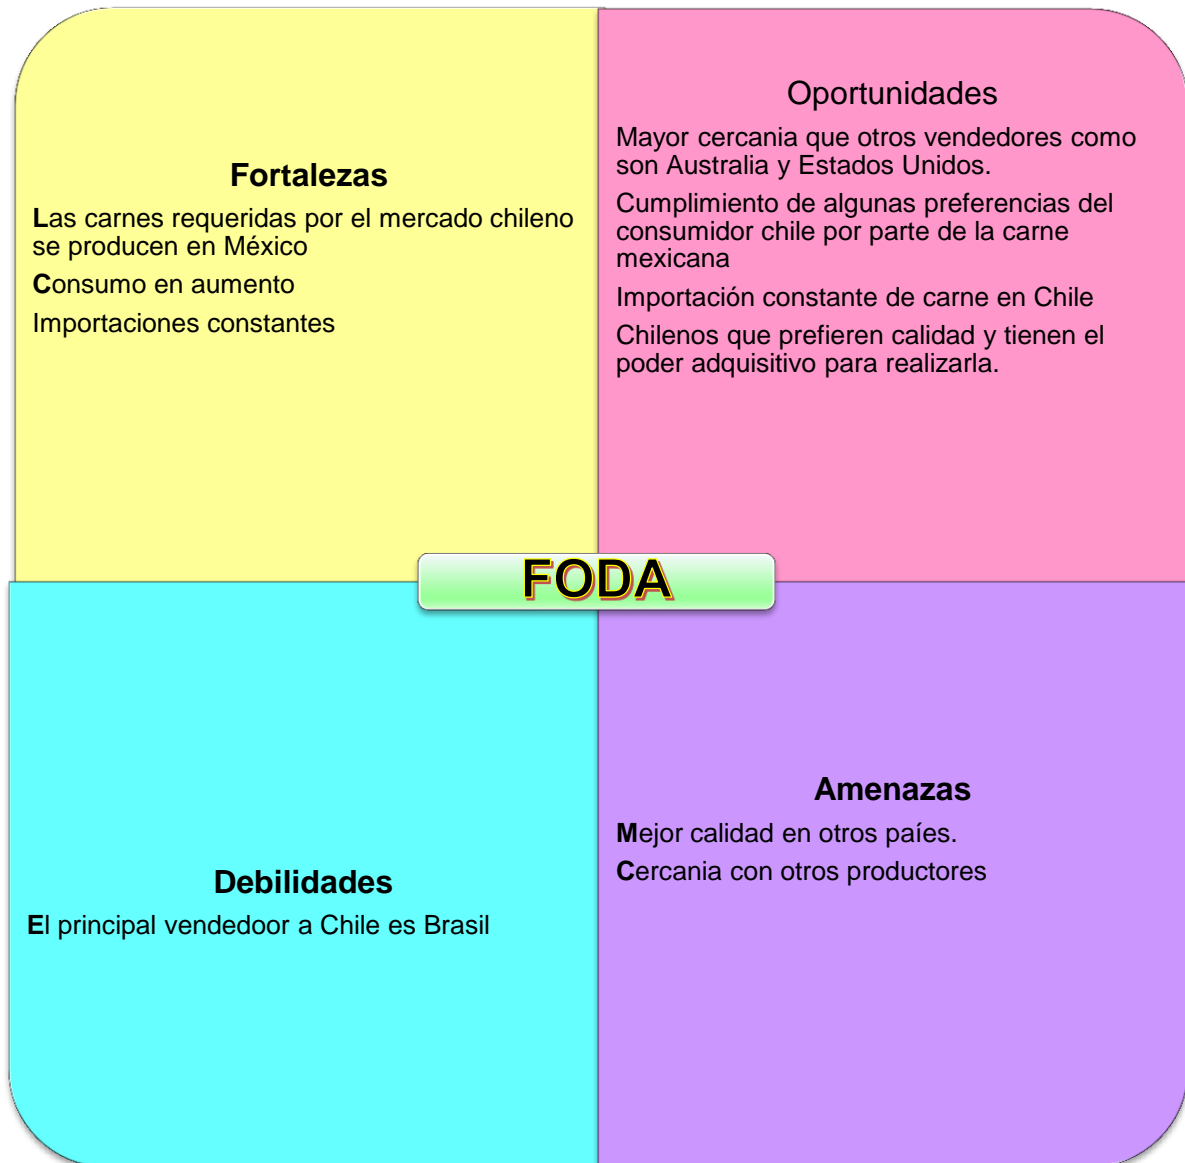 Fortalezas
Las carnes requeridas por el mercado chileno
se producen en México
Consumo en aumento
Importaciones constantes
Oportunidades
Mayor cercania que otros vendedores como
son Australia y Estados Unidos.
Cumplimiento de algunas preferencias del
consumidor chile por parte de la carne
mexicana
Importación constante de carne en Chile
Chilenos que prefieren calidad y tienen el
poder adquisitivo para realizarla.
FODA
Debilidades
El principal vendedoor a Chile es Brasil
Amenazas
Mejor calidad en otros países.
Cercania con otros productores